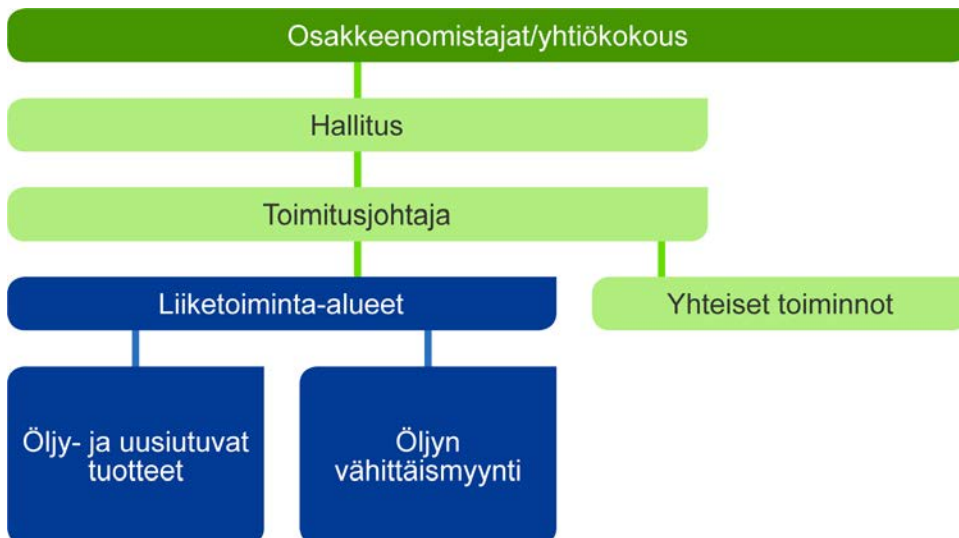 Osakkeenomistajat/yhtiökokous
Hallitus
Toimitusjohtaja
Liiketoiminta-alueet
Yhteiset toiminnot
Öljy- ja uusiutuvat
tuotteet
Öljyn
vähittäismyynti